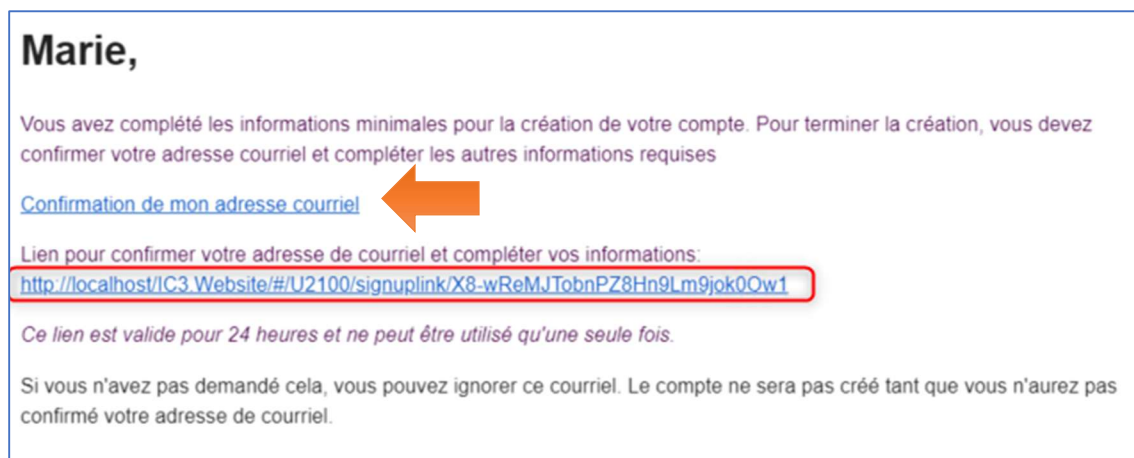 Marie,
Vous avez complété les informations minimales pour la création de votre compte. Pour terminer la création, vous devez
confirmer votre adresse courriel et compléter les autres informations requises
Confirmation de mon adresse courriel
Lien pour confirmer votre adresse de courriel et compléter vos informations:
http://localhost/IC3.Website/#/U2100/signuplink/X8-wReMJTobnPZ8Hn9Lm9jok0Ow1
Ce lien est valide pour 24 heures et ne peut être utilisé qu'une seule fois.
Si vous n'avez pas demandé cela, vous pouvez ignorer ce courriel. Le compte ne sera pas créé tant que vous n'aurez pas
confirmé votre adresse de courriel.